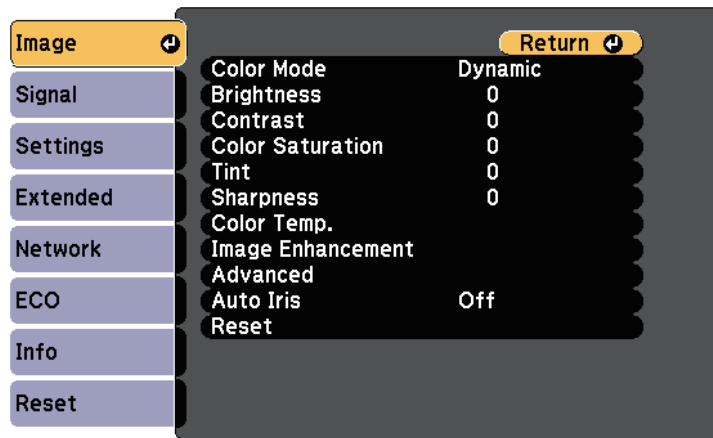 Image
Signal
Settings
Extended
Network
ECO
Info
Reset
Return
Color Mode Dynamic
Brightness 0
Contrast 0
Color Saturation 0
Tint 0
Sharpness 0
Color Temp.
Image Enhancement
Advanced
Auto Iris Off
Reset